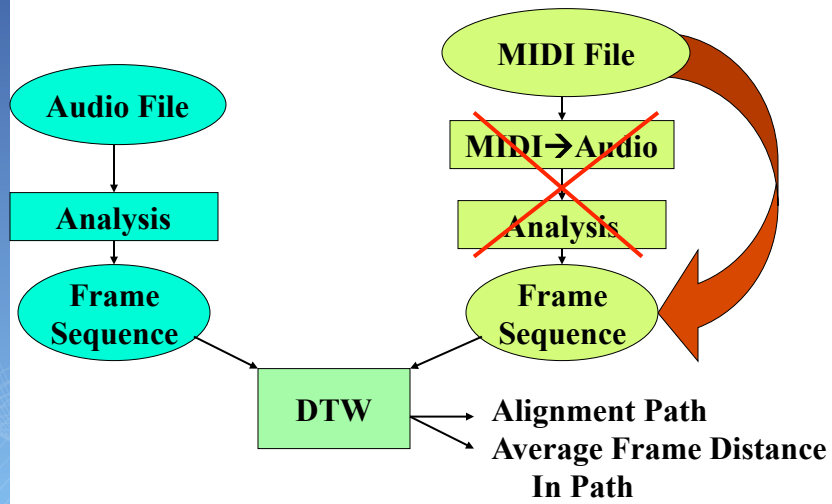 MIDI File
Audio File
MIDI→Audio
Analysis
Analysis
Frame
Sequence
Frame
Sequence
DTW
Alignment Path
Average Frame Distance
In Path